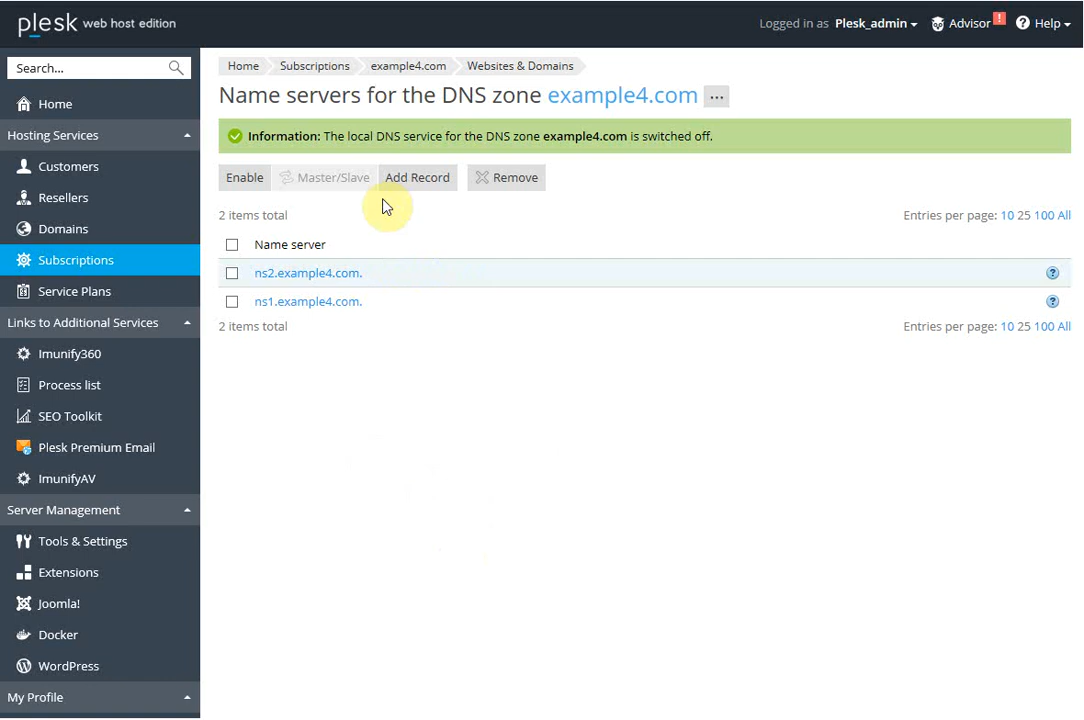 plesk web host edition
Logged in as Plesk_admin Advisor ! Help
Search...
Home Subscriptions example4.com Websites & Domains
Name servers for the DNS zone example4.com ...
Information: The local DNS service for the DNS zone example4.com is switched off.
Enable Master/Slave Add Record Remove
2 items total Entries per page: 10 25 100 All
Name server
ns2.example4.com. ?
ns1.example4.com. ?
2 items total Entries per page: 10 25 100 All
Home
Hosting Services
Customers
Resellers
Domains
Subscriptions
Service Plans
Links to Additional Services
Imunify360
Process list
SEO Toolkit
Plesk Premium Email
ImunifyAV
Server Management
Tools & Settings
Extensions
Joomla!
Docker
WordPress
My Profile